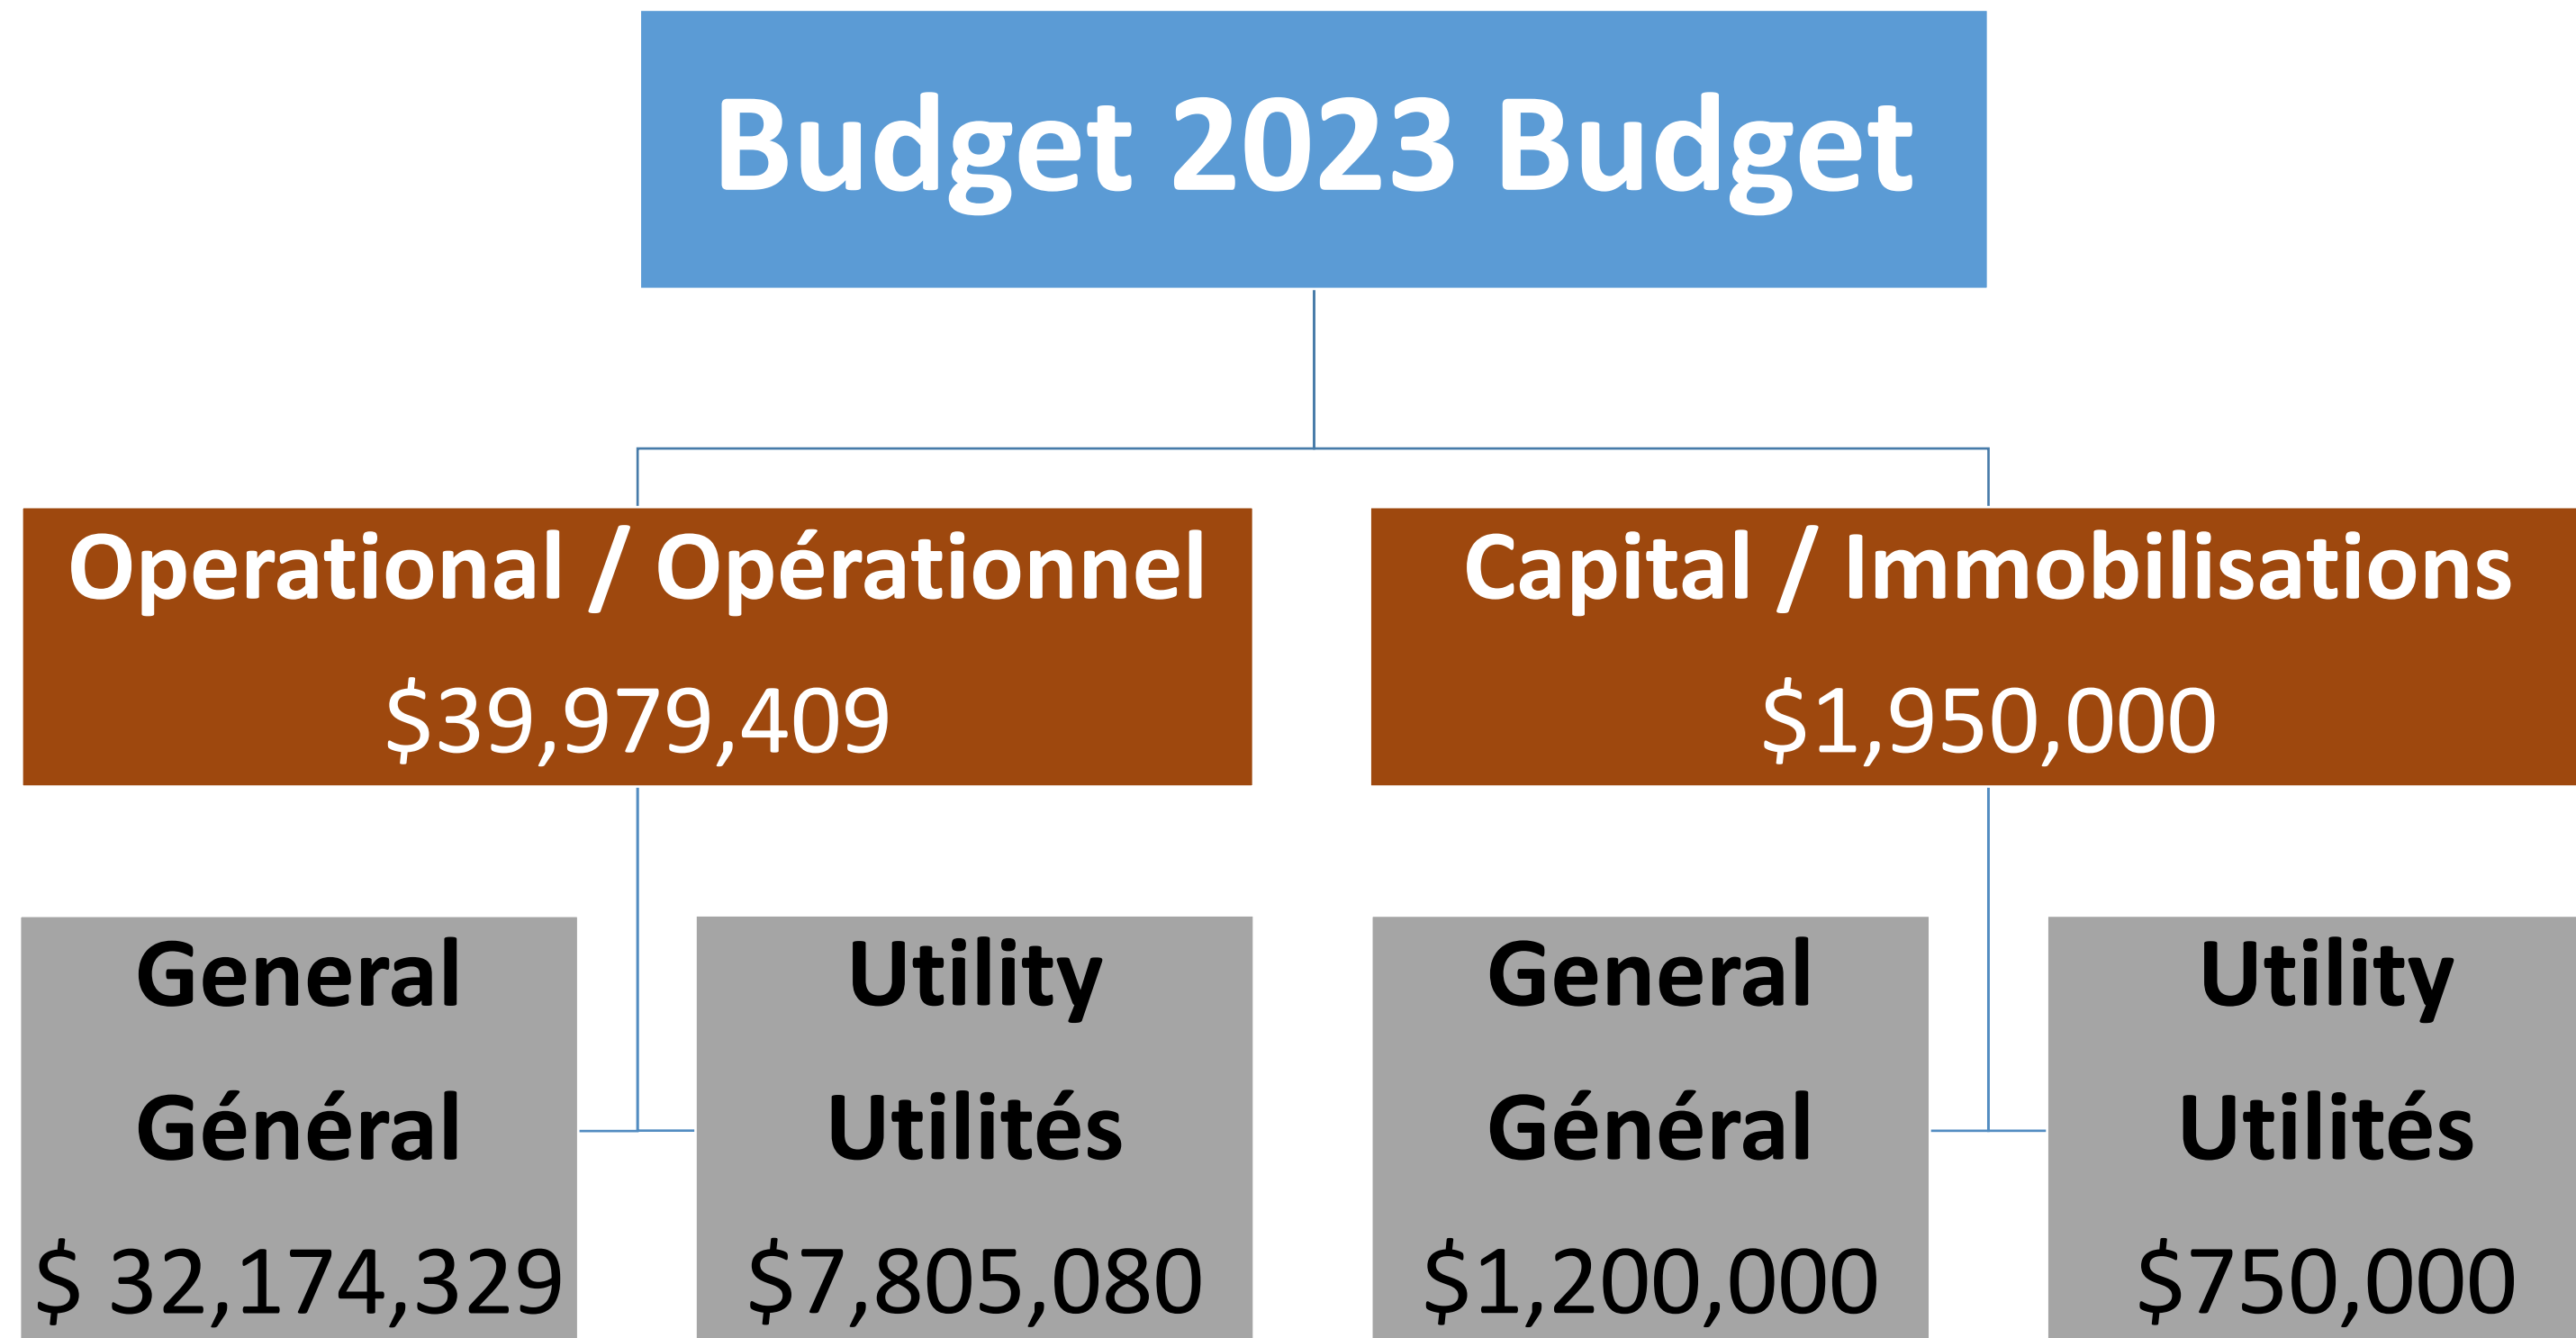 Budget 2023 Budget
Operational / Opérationnel
$39,979,409
Capital / Immobilisations
$1,950,000
General
Général
$ 32,174,329
Utility
Utilités
$7,805,080
General
Général
$1,200,000
Utility
Utilités
$750,000